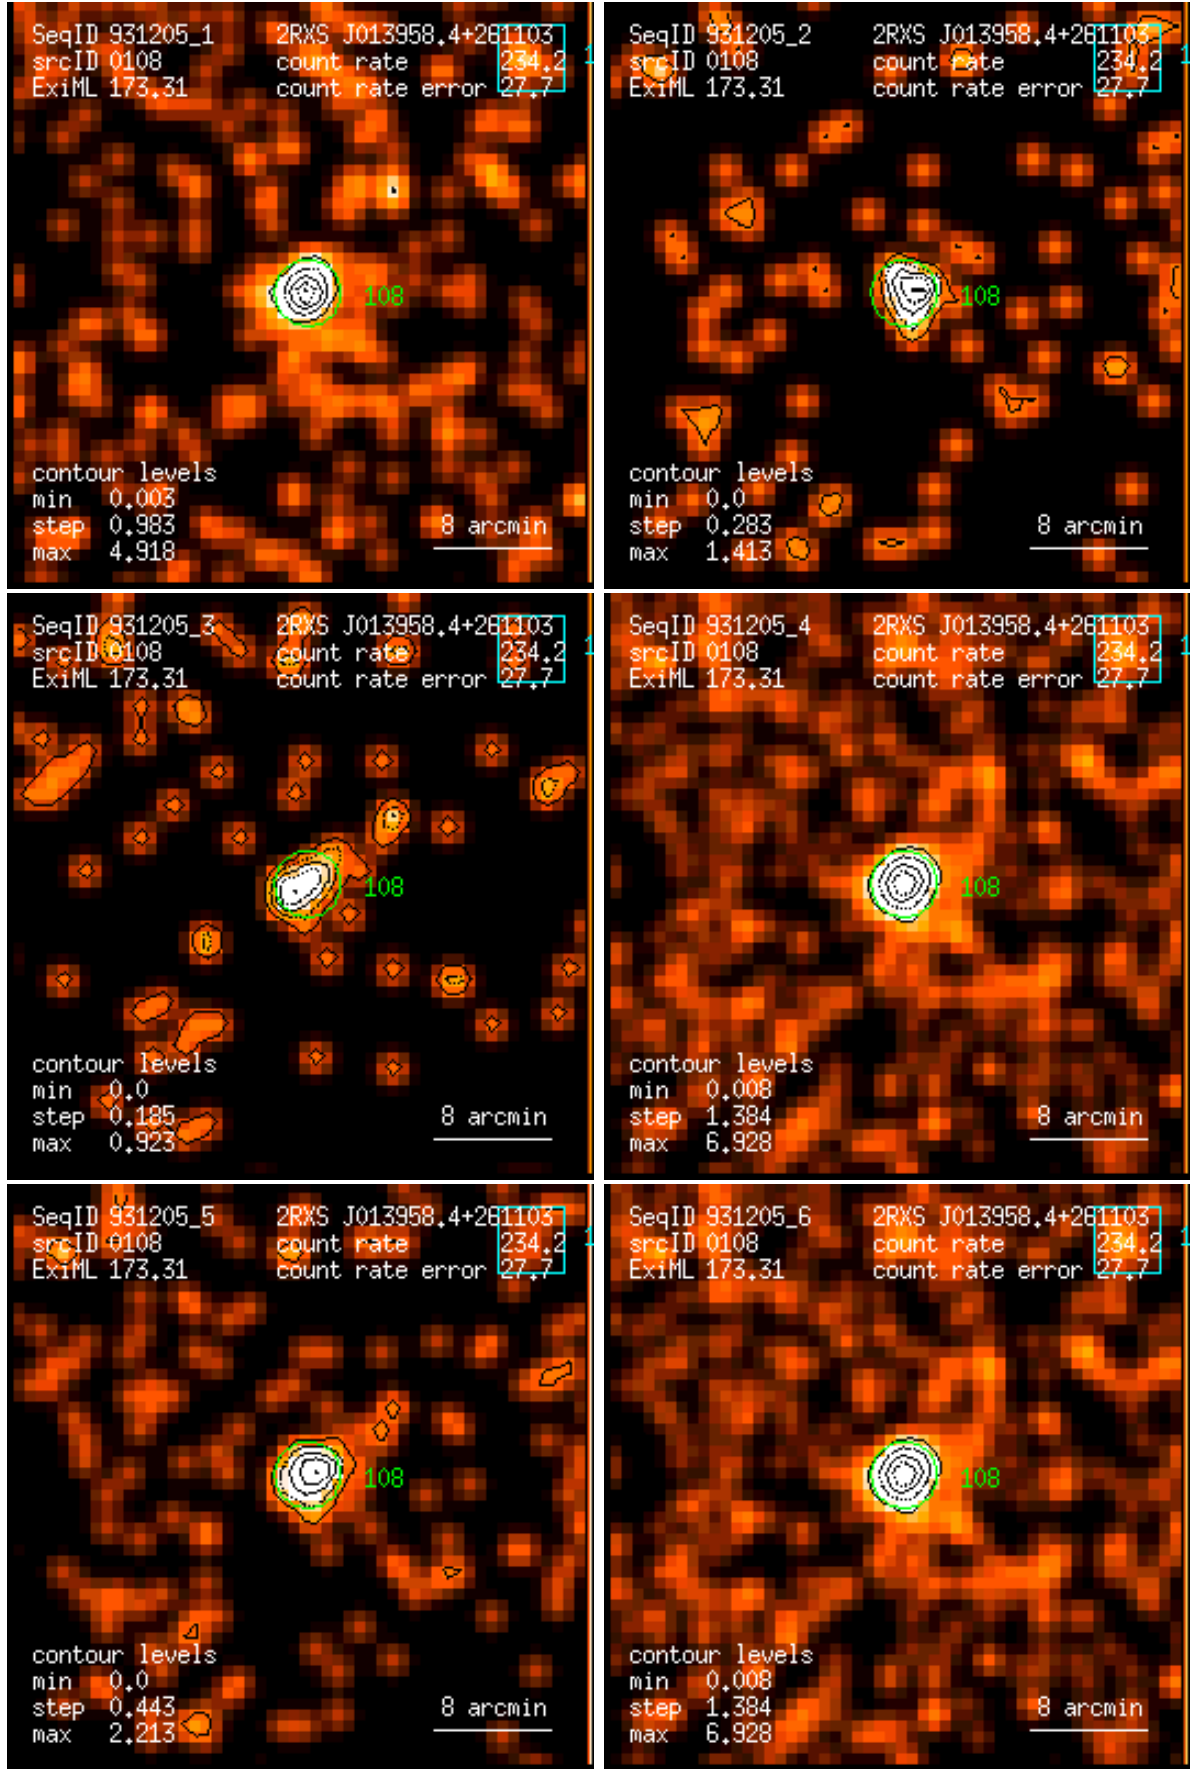 SeqID 931205_1 2RXS J013958.4+261103
srcID 0108 count rate 234.2
ExiML 173.31 count rate error 27.7
108
contour levels
min 0.003
step 0.983
max 4.918
8 arcmin
SeqID 931205_2 2RXS J013958.4+261103
srcID 0108 count rate 234.2
ExiML 173.31 count rate error 27.7
108
contour levels
min 0.0
step 0.283
max 1.413
8 arcmin
SeqID 931205_3 2RXS J013958.4+261103
srcID 0108 count rate 234.2
ExiML 173.31 count rate error 27.7
108
contour levels
min 0.0
step 0.185
max 0.923
8 arcmin
SeqID 931205_4 2RXS J013958.4+261103
srcID 0108 count rate 234.2
ExiML 173.31 count rate error 27.7
108
contour levels
min 0.008
step 1.384
max 6.928
8 arcmin
SeqID 931205_5 2RXS J013958.4+261103
srcID 0108 count rate 234.2
ExiML 173.31 count rate error 27.7
108
contour levels
min 0.0
step 0.443
max 2.213
8 arcmin
SeqID 931205_6 2RXS J013958.4+261103
srcID 0108 count rate 234.2
ExiML 173.31 count rate error 27.7
108
contour levels
min 0.008
step 1.384
max 6.928
8 arcmin